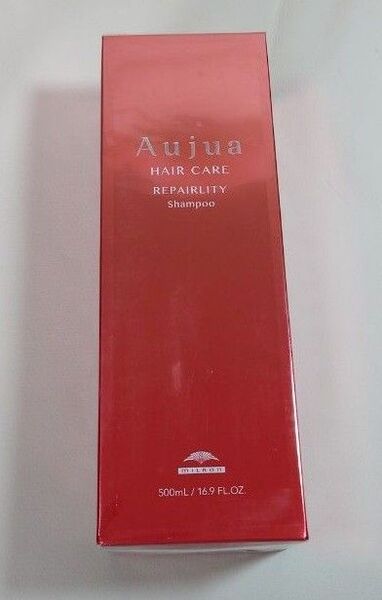 Aujua
HAIR CARE
REPAIRLITY
Shampoo
milbon
500mL / 16.9 FL.OZ.